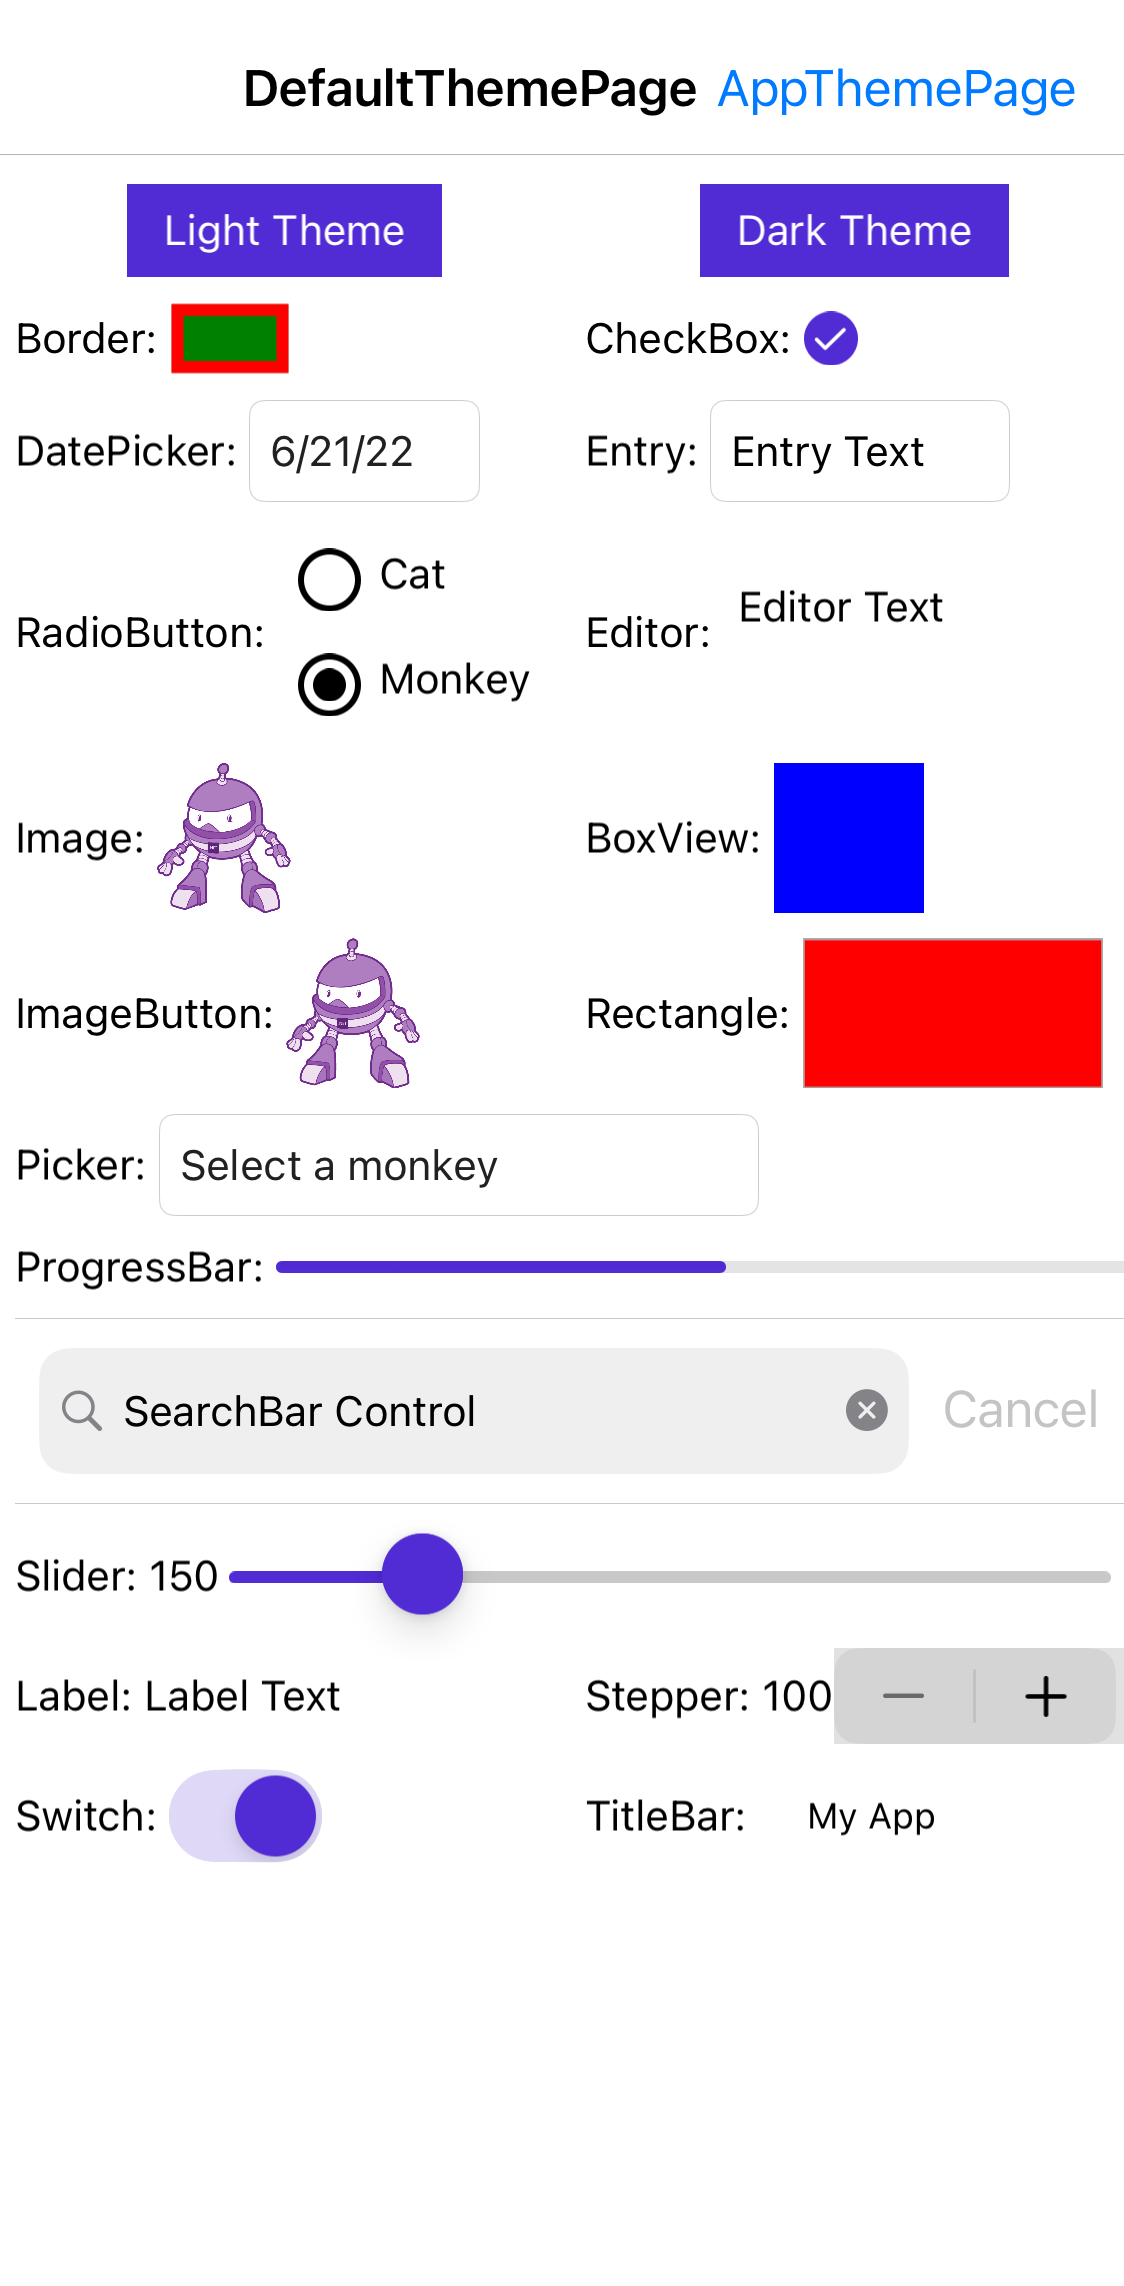 DefaultThemePage AppThemePage
Light Theme Dark Theme
Border: CheckBox:
DatePicker: 6/21/22 Entry: Entry Text
Cat
RadioButton: Editor: Editor Text
Monkey
Image: BoxView:
ImageButton: Rectangle:
Picker: Select a monkey
ProgressBar:
SearchBar Control Cancel
Slider: 150
Label: Label Text Stepper: 100
Switch: TitleBar: My App